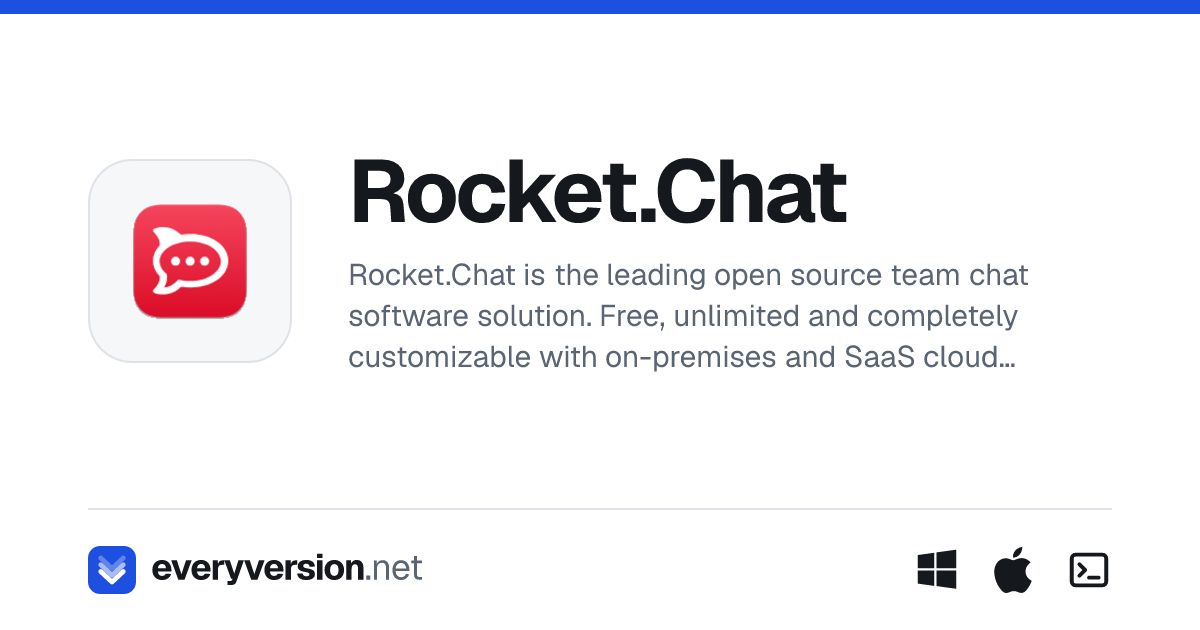 Rocket.Chat
Rocket.Chat is the leading open source team chat
software solution. Free, unlimited and completely
customizable with on-premises and SaaS cloud…
everyversion.net